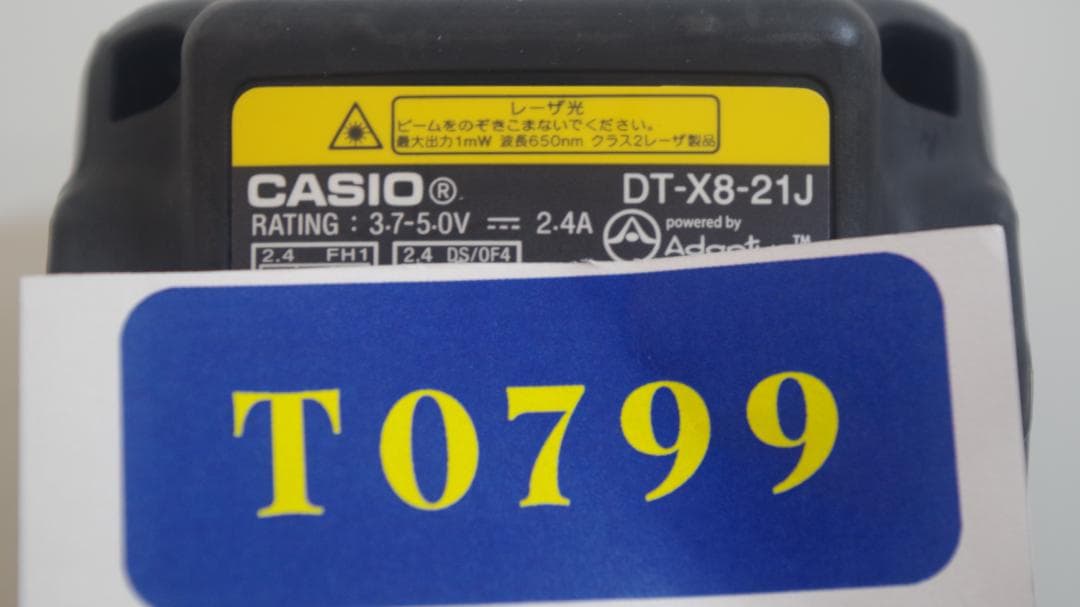 レーザ光
ビームをのぞきこまないでください。
最大出力1mW 波長650nm クラス2レーザ製品
CASIO® DT-X8-21J
RATING : 3.7-5.0V ⎓ 2.4A powered by
2.4 FH1 2.4 DS/OF4
T0799